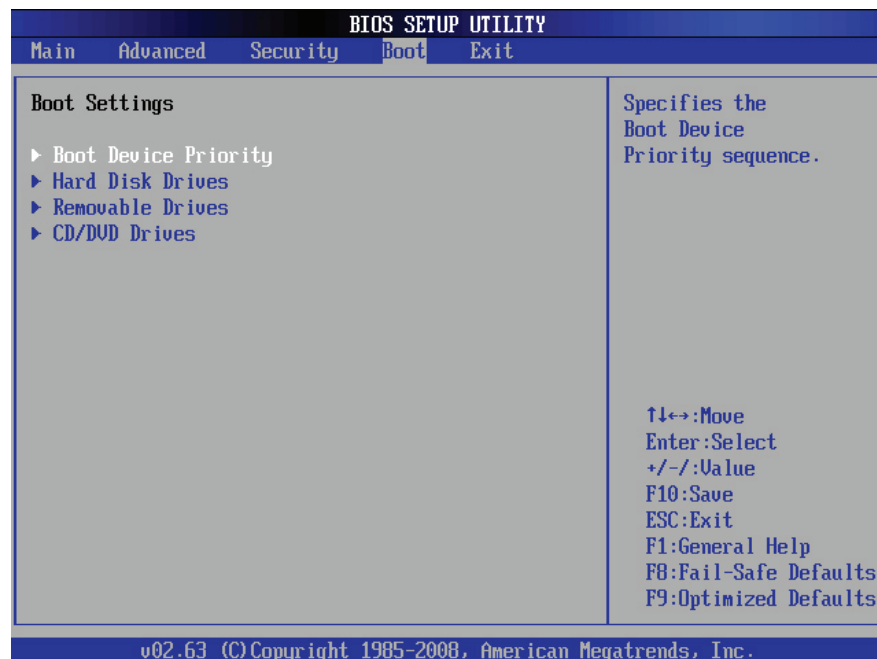 BIOS SETUP UTILITY
Main Advanced Security Boot Exit
Boot Settings
▶ Boot Device Priority
▶ Hard Disk Drives
▶ Removable Drives
▶ CD/DVD Drives
Specifies the
Boot Device
Priority sequence.
↑↓←→:Move
Enter:Select
+/-/:Value
F10:Save
ESC:Exit
F1:General Help
F8:Fail-Safe Defaults
F9:Optimized Defaults
v02.63 (C)Copyright 1985-2008, American Megatrends, Inc.